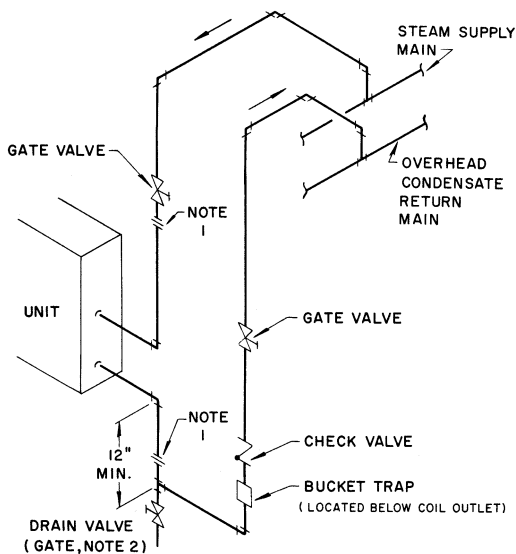 STEAM SUPPLY
MAIN
GATE VALVE
OVERHEAD
CONDENSATE
RETURN
MAIN
NOTE
1
UNIT
GATE VALVE
NOTE
1
12"
MIN.
CHECK VALVE
BUCKET TRAP
(LOCATED BELOW COIL OUTLET)
DRAIN VALVE
(GATE, NOTE 2)